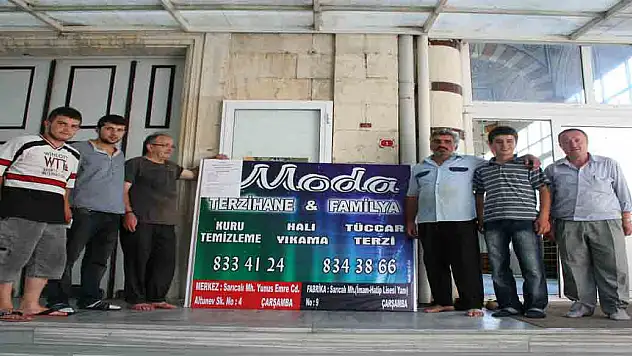 Moda
TERZİHANE & FAMİLYA
KURU TEMİZLEME
HALI YIKAMA
TÜCCAR TERZİ
833 41 24
834 38 66
MERKEZ : Sarıcalı Mh. Yunus Emre Cd.
Altunev Sk. No : 4 ÇARŞAMBA
FABRİKA : Sarıcalı Mh./İmam-Hatip Lisesi Yanı
No : 9 ÇARŞAMBA
WTT